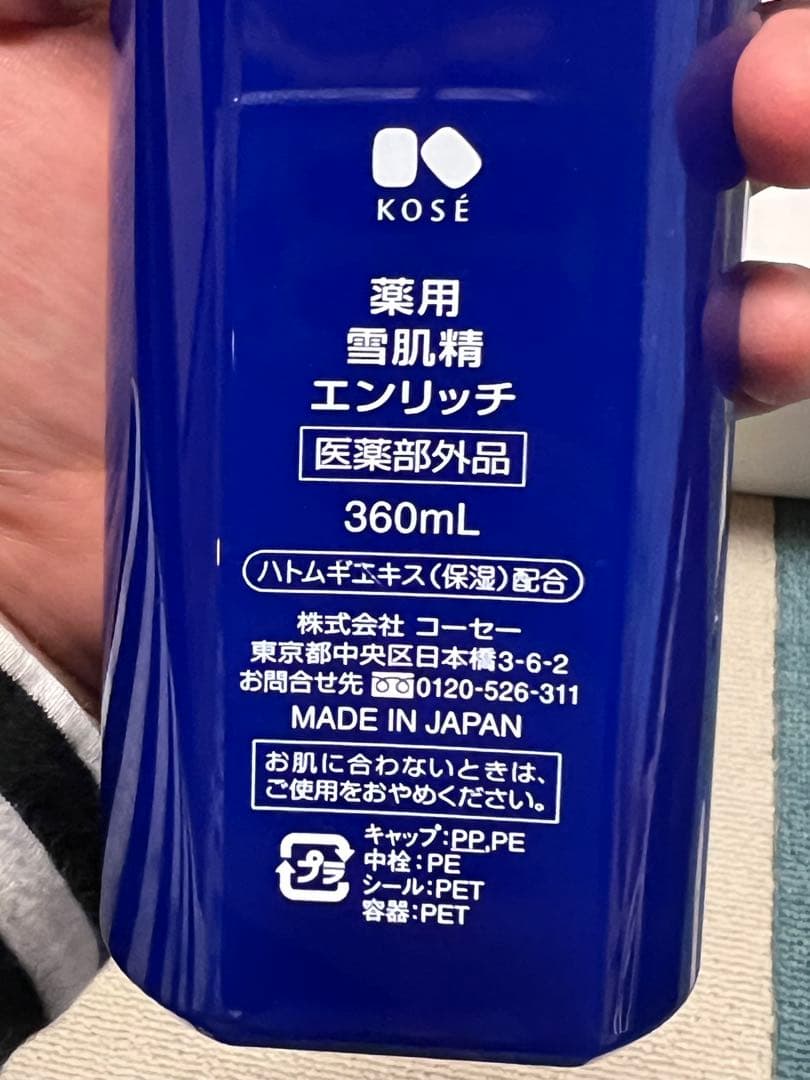 KOSÉ
薬用
雪肌精
エンリッチ
医薬部外品
360mL
ハトムギエキス(保湿)配合
株式会社 コーセー
東京都中央区日本橋3-6-2
お問合せ先 0120-526-311
MADE IN JAPAN
お肌に合わないときは、
ご使用をおやめください。
プラ
キャップ:PP,PE
中栓:PE
シール:PET
容器:PET